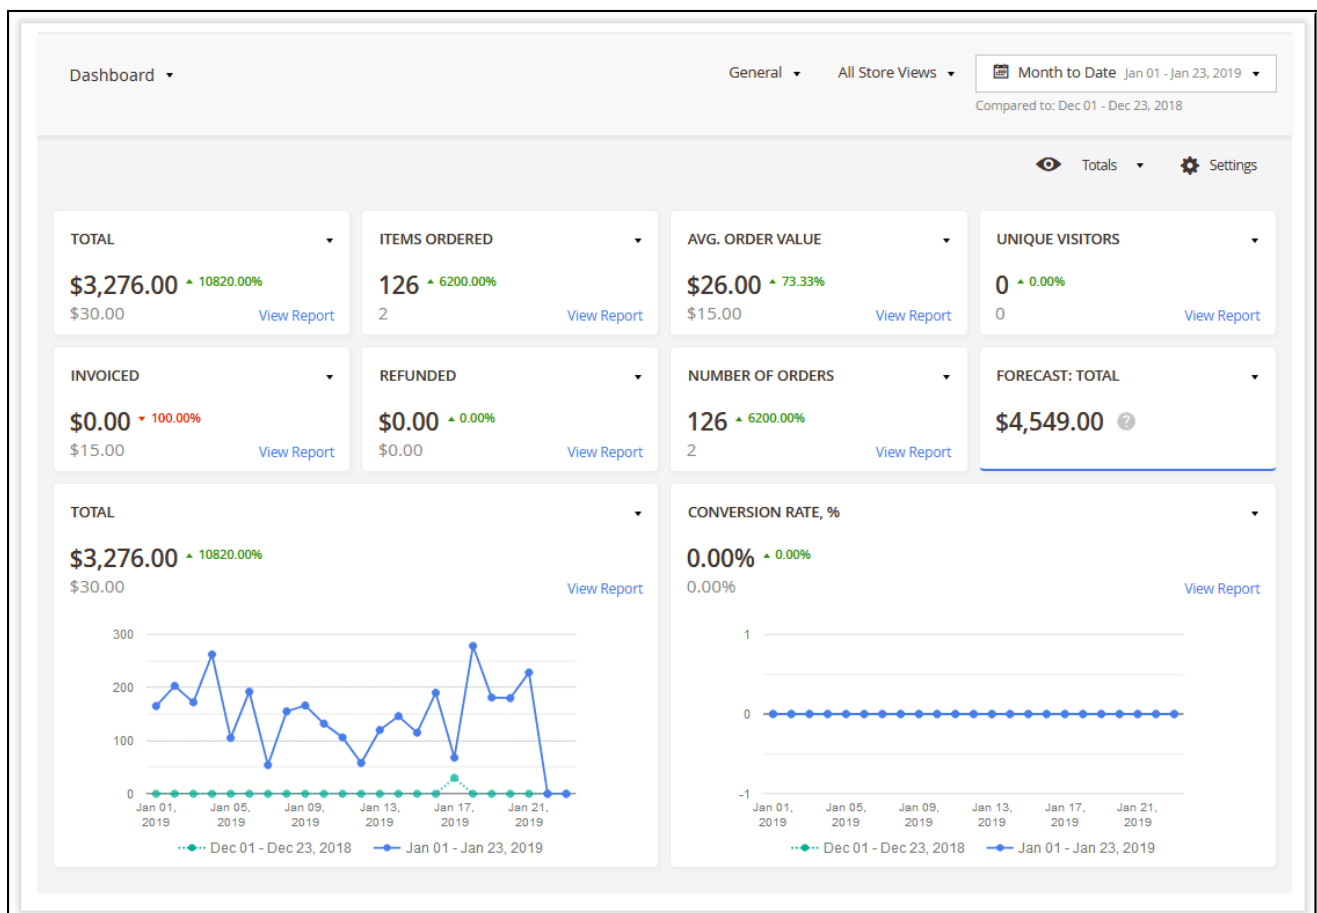 Dashboard
General
All Store Views
Month to Date Jan 01 - Jan 23, 2019
Compared to: Dec 01 - Dec 23, 2018
Totals
Settings
TOTAL
$3,276.00 10820.00%
$30.00
View Report
ITEMS ORDERED
126 6200.00%
2
View Report
AVG. ORDER VALUE
$26.00 73.33%
$15.00
View Report
UNIQUE VISITORS
0 0.00%
0
View Report
INVOICED
$0.00 100.00%
$15.00
View Report
REFUNDED
$0.00 0.00%
$0.00
View Report
NUMBER OF ORDERS
126 6200.00%
2
View Report
FORECAST: TOTAL
$4,549.00 ?
TOTAL
$3,276.00 10820.00%
$30.00
View Report
300
200
100
0
Jan 01, 2019
Jan 05, 2019
Jan 09, 2019
Jan 13, 2019
Jan 17, 2019
Jan 21, 2019
Dec 01 - Dec 23, 2018
Jan 01 - Jan 23, 2019
CONVERSION RATE, %
0.00% 0.00%
0.00%
View Report
1
0
-1
Jan 01, 2019
Jan 05, 2019
Jan 09, 2019
Jan 13, 2019
Jan 17, 2019
Jan 21, 2019
Dec 01 - Dec 23, 2018
Jan 01 - Jan 23, 2019